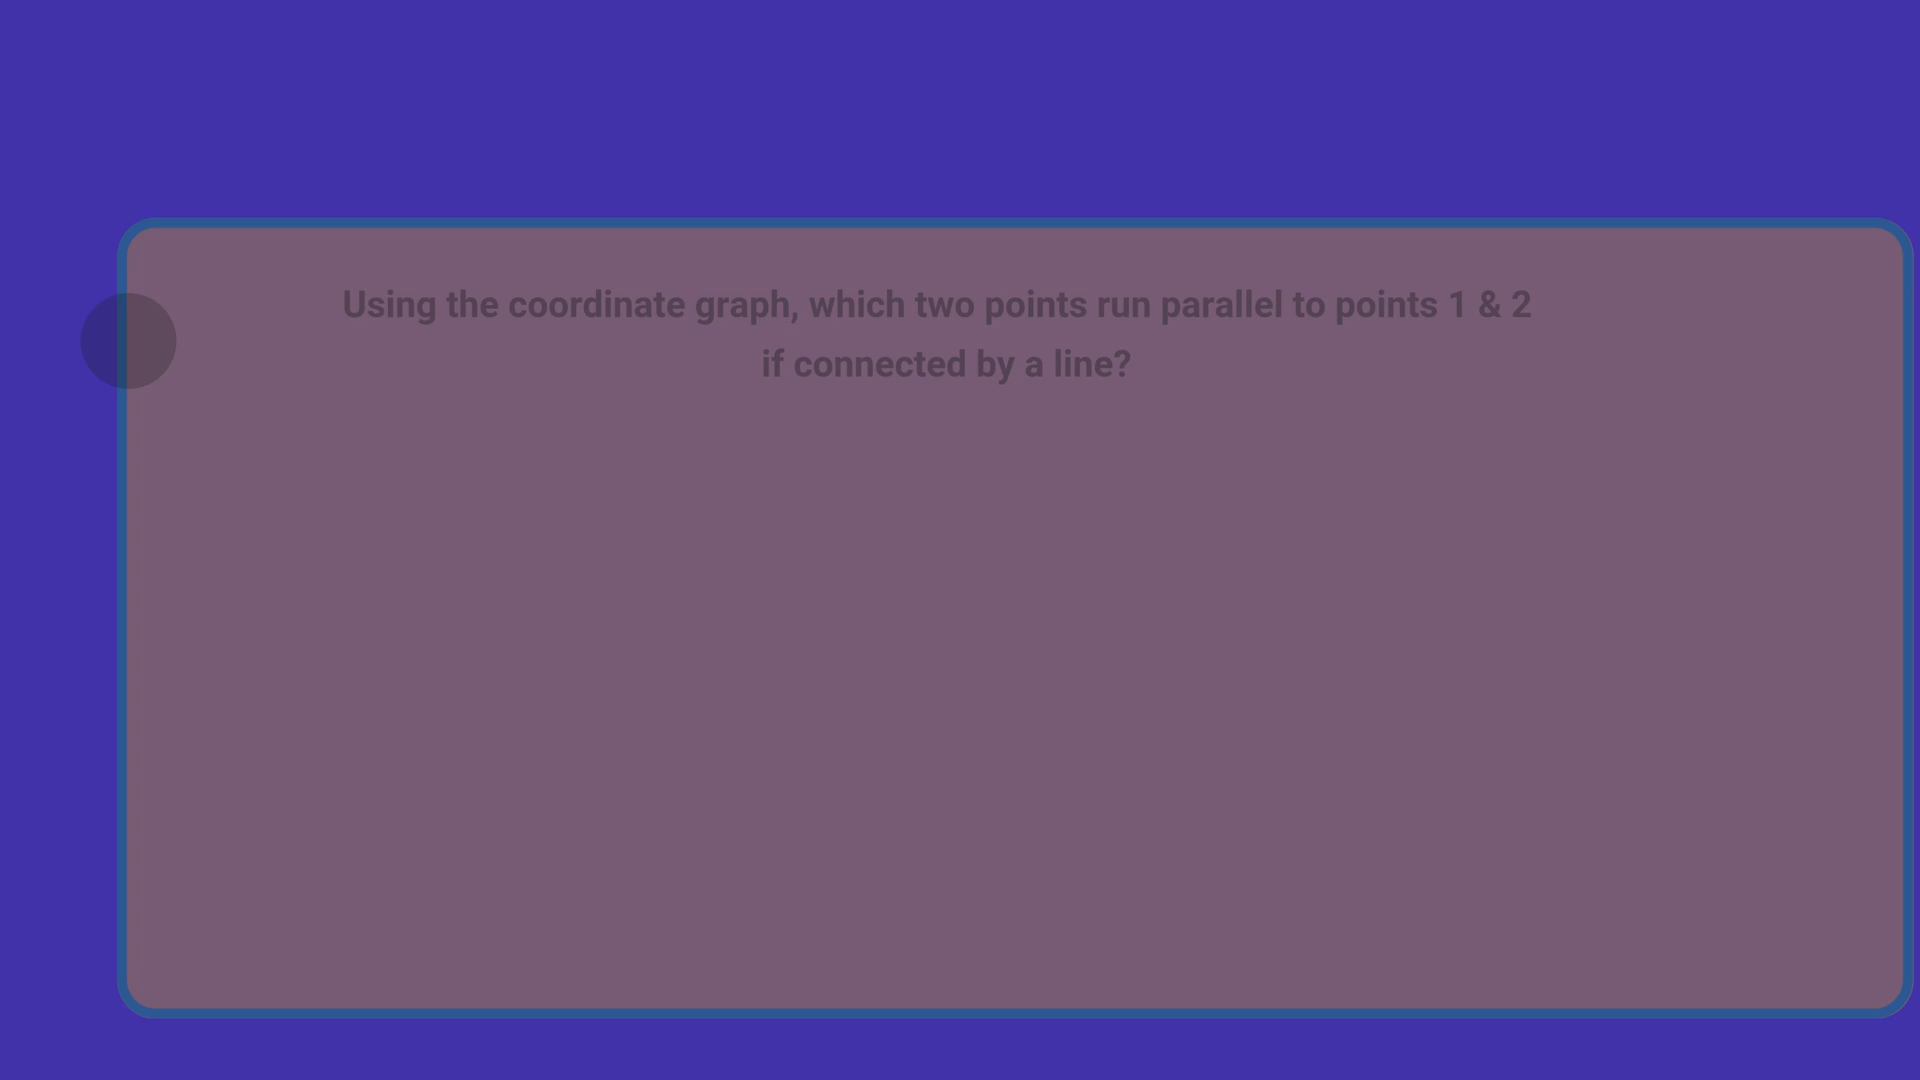 Using the coordinate graph, which two points run parallel to points 1 & 2
if connected by a line?